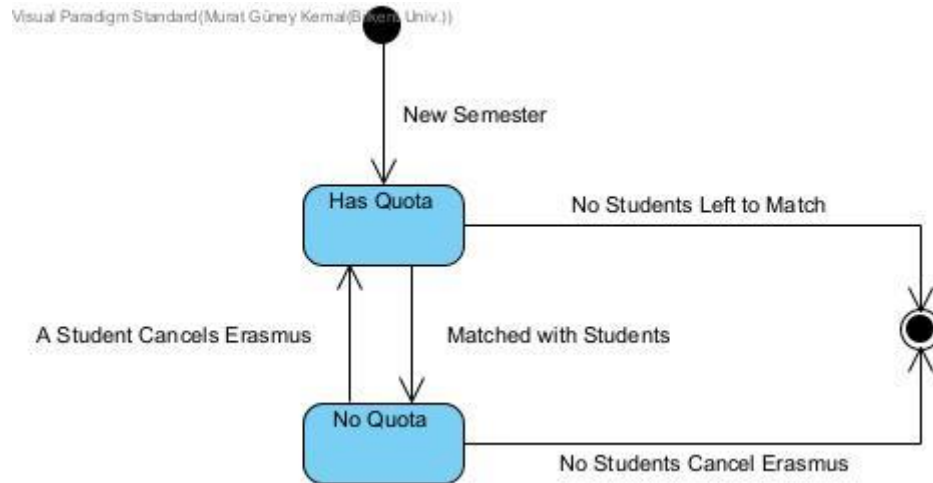 Visual Paradigm Standard(Murat Güney Kemal(Bilkent Univ.))
New Semester
Has Quota
No Students Left to Match
A Student Cancels Erasmus
Matched with Students
No Quota
No Students Cancel Erasmus